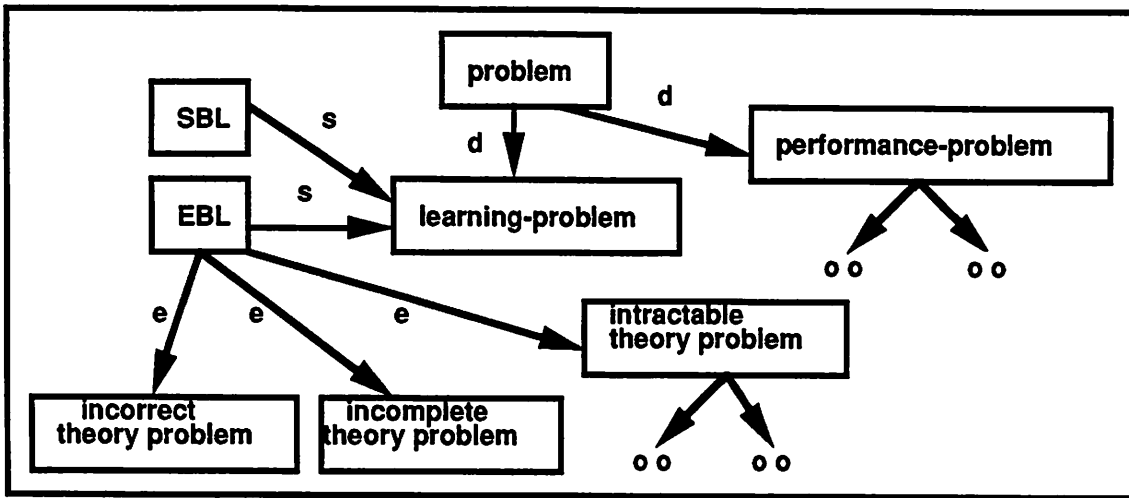 problem
SBL
s
d
d
performance-problem
EBL
s
learning-problem
o o
o o
e
e
e
intractable
theory problem
incorrect
theory problem
incomplete
theory problem
o o
o o